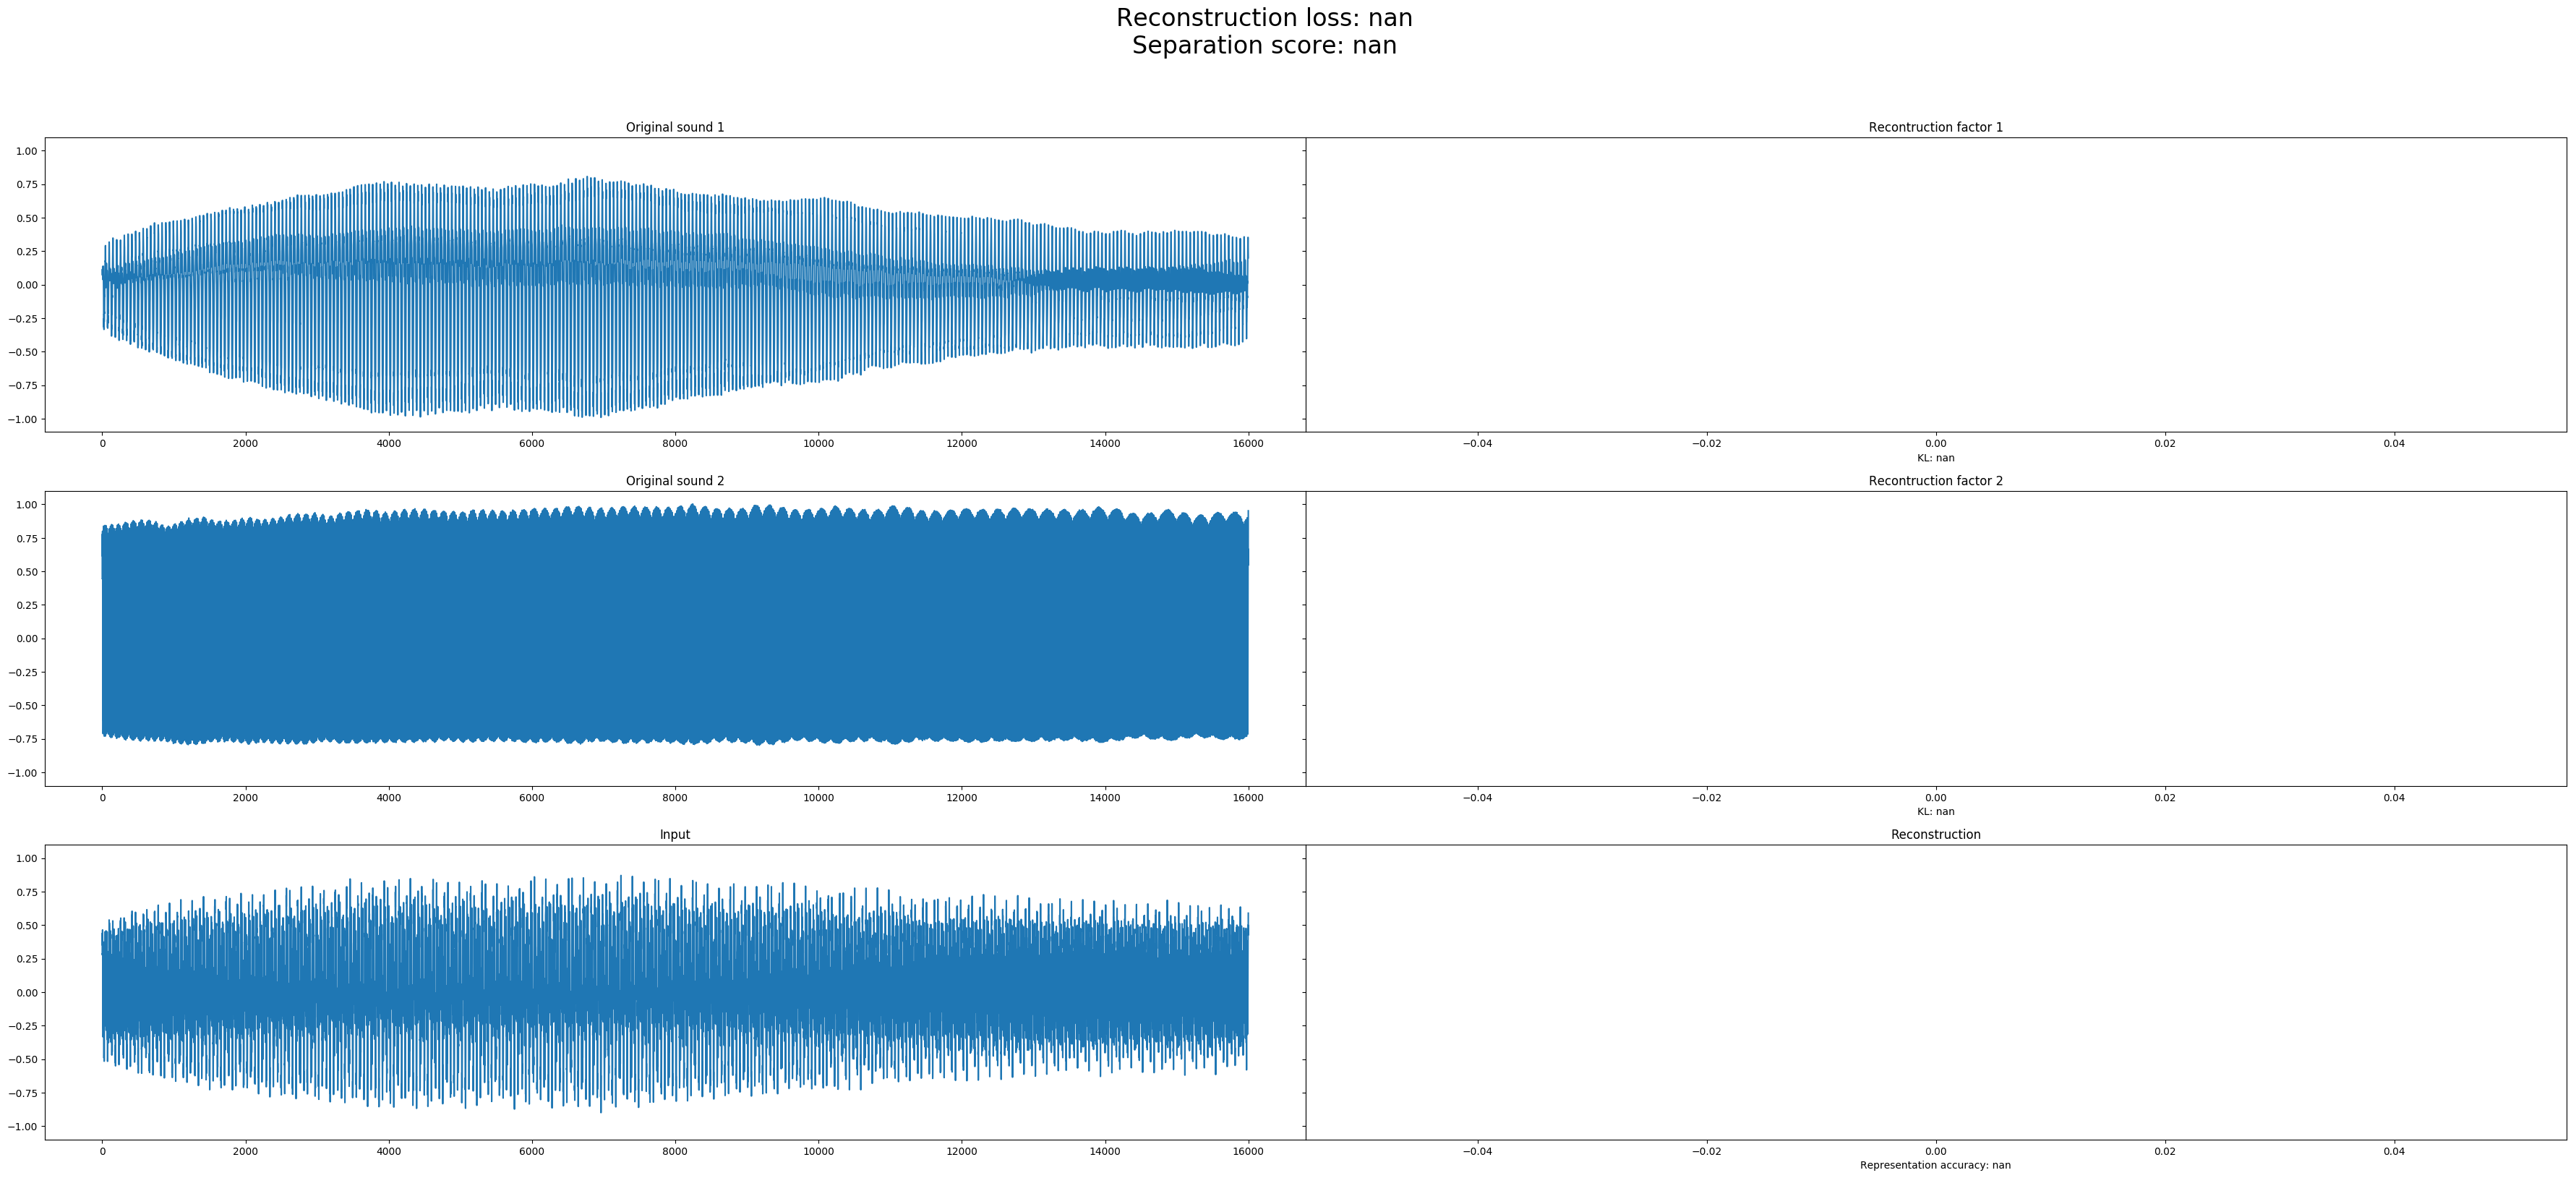 Reconstruction loss: nan
Separation score: nan
Original sound 1
Recontruction factor 1
1.00
0.75
0.50
0.25
0.00
−0.25
−0.50
−0.75
−1.00
0 2000 4000 6000 8000 10000 12000 14000 16000
−0.04 −0.02 0.00 0.02 0.04
KL: nan
Original sound 2
Recontruction factor 2
1.00
0.75
0.50
0.25
0.00
−0.25
−0.50
−0.75
−1.00
0 2000 4000 6000 8000 10000 12000 14000 16000
−0.04 −0.02 0.00 0.02 0.04
KL: nan
Input
Reconstruction
1.00
0.75
0.50
0.25
0.00
−0.25
−0.50
−0.75
−1.00
0 2000 4000 6000 8000 10000 12000 14000 16000
−0.04 −0.02 0.00 0.02 0.04
Representation accuracy: nan